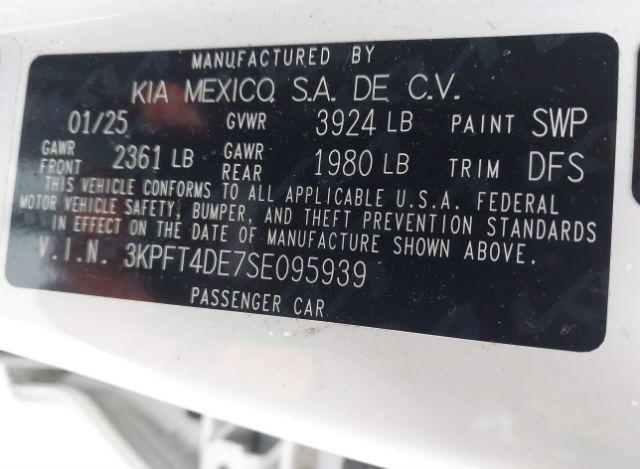 MANUFACTURED BY
KIA MEXICO, S.A. DE C.V.
01/25 GVWR 3924 LB PAINT SWP
GAWR FRONT 2361 LB GAWR REAR 1980 LB TRIM DFS
THIS VEHICLE CONFORMS TO ALL APPLICABLE U.S.A. FEDERAL
MOTOR VEHICLE SAFETY, BUMPER, AND THEFT PREVENTION STANDARDS
IN EFFECT ON THE DATE OF MANUFACTURE SHOWN ABOVE.
V.I.N. 3KPFT4DE7SE095939
PASSENGER CAR